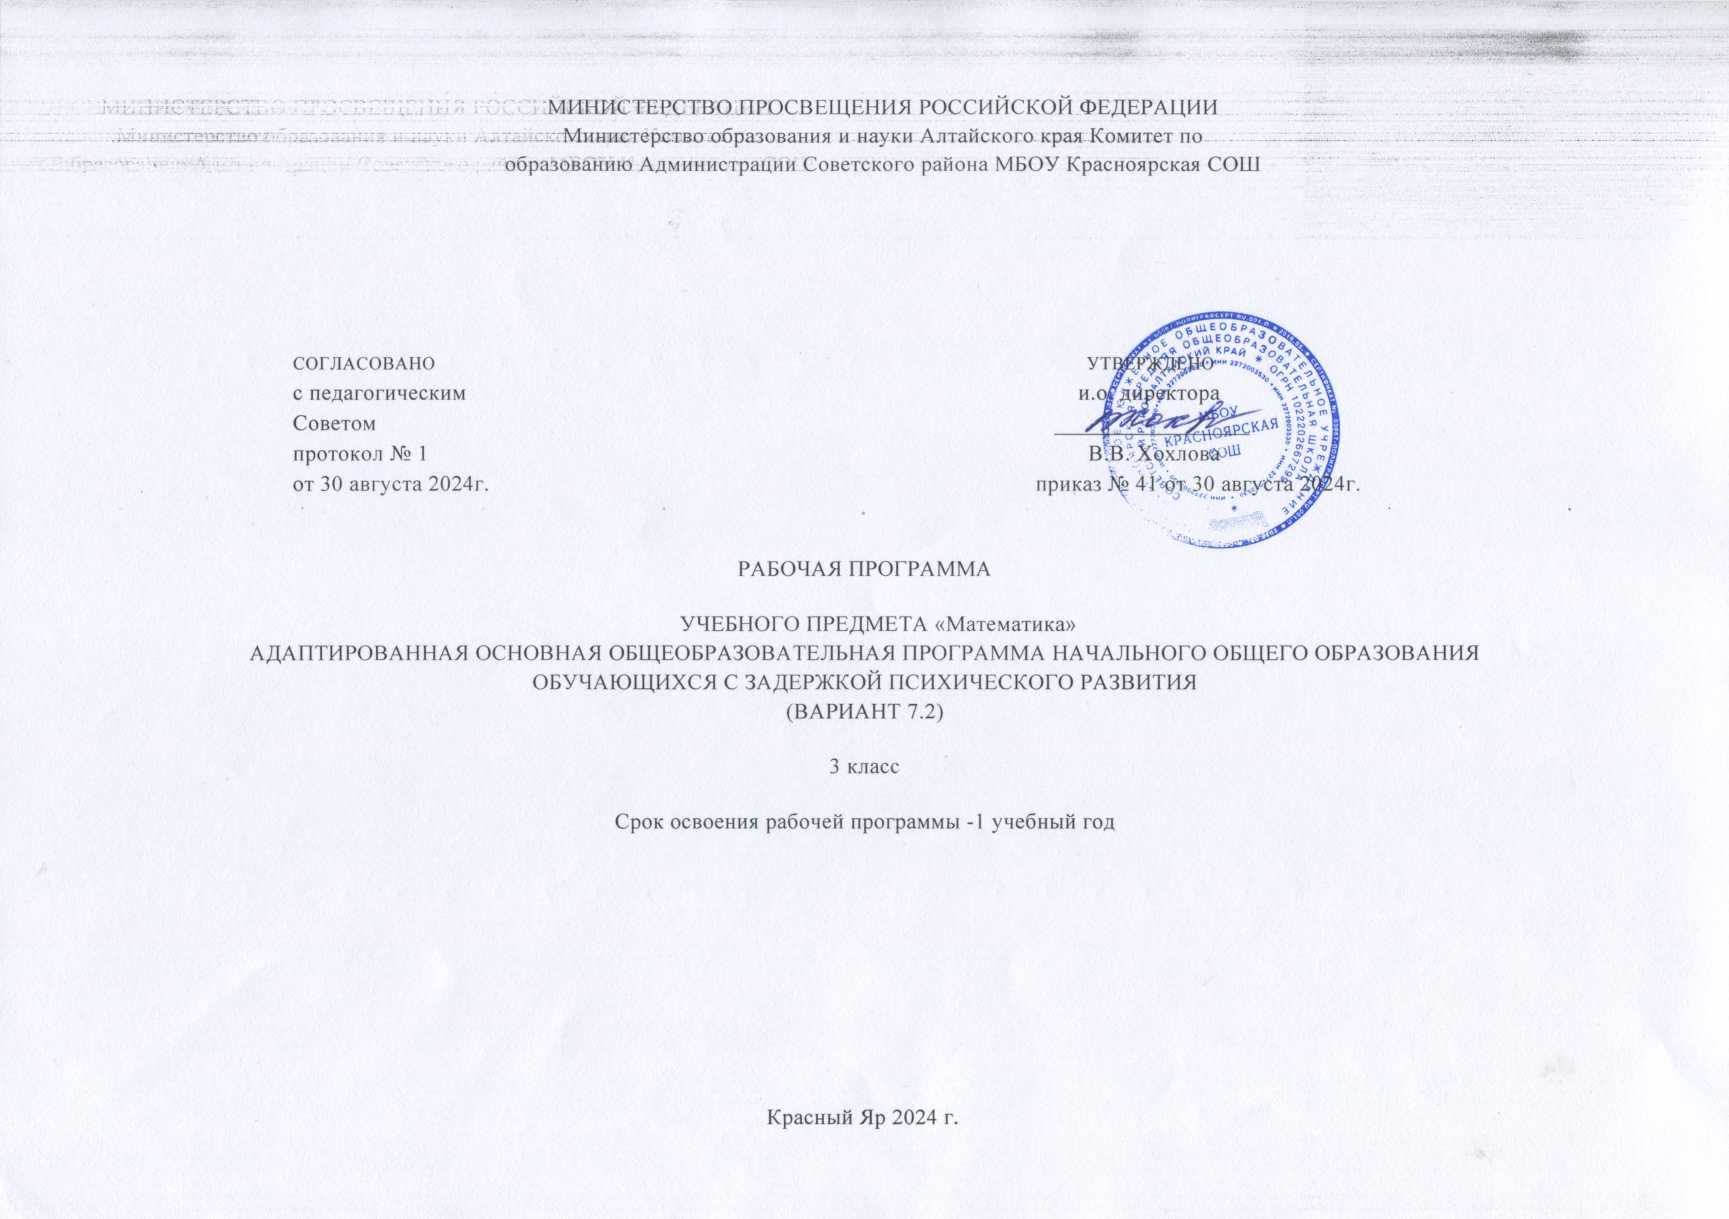 МИНИСТЕРСТВО ПРОСВЕЩЕНИЯ РОССИЙСКОЙ ФЕДЕРАЦИИ
Министерство образования и науки Алтайского края Комитет по
образованию Администрации Советского района МБОУ Красноярская СОШ
СОГЛАСОВАНО
с педагогическим
Советом
протокол № 1
от 30 августа 2024г.
УТВЕРЖДЕНО
и.о. директора
В.В. Хохлова
приказ № 41 от 30 августа 2024г.
МБОУ
КРАСНОЯРСКАЯ
СОШ
РАБОЧАЯ ПРОГРАММА
УЧЕБНОГО ПРЕДМЕТА «Математика»
АДАПТИРОВАННАЯ ОСНОВНАЯ ОБЩЕОБРАЗОВАТЕЛЬНАЯ ПРОГРАММА НАЧАЛЬНОГО ОБЩЕГО ОБРАЗОВАНИЯ
ОБУЧАЮЩИХСЯ С ЗАДЕРЖКОЙ ПСИХИЧЕСКОГО РАЗВИТИЯ
(ВАРИАНТ 7.2)
3 класс
Срок освоения рабочей программы -1 учебный год
Красный Яр 2024 г.